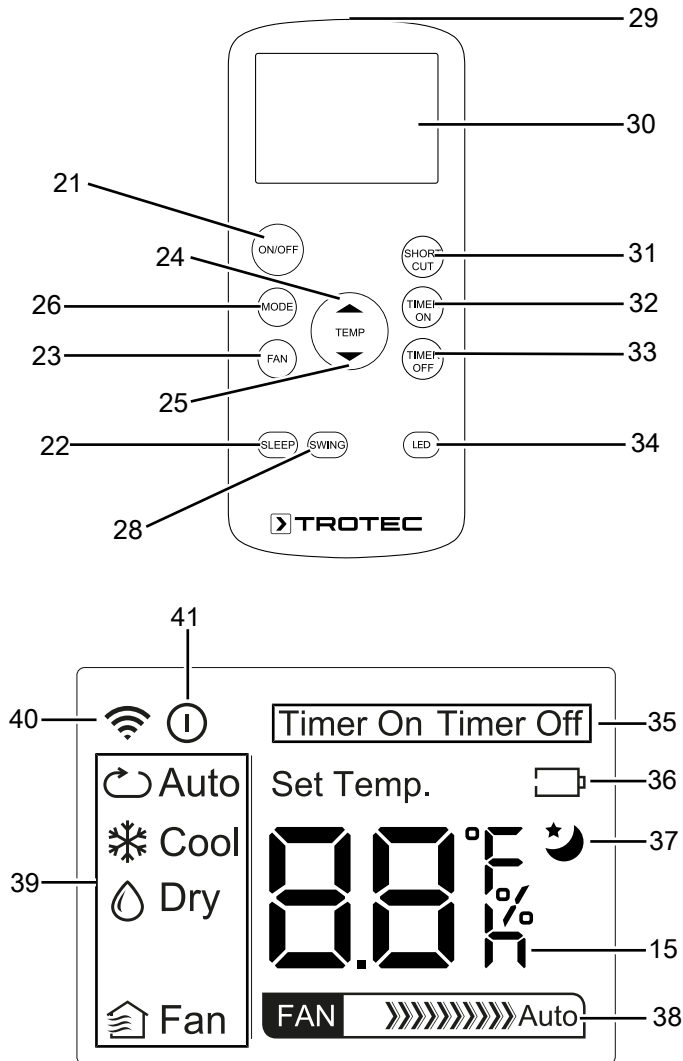 29
30
21
ON/OFF
24
SHORT
CUT
31
26
MODE
TIMER
ON
32
TEMP
23
FAN
TIMER
OFF
33
25
22
SLEEP
SWING
LED
34
28
TROTEC
41
40
Timer On Timer Off
35
Auto
Set Temp.
36
Cool
37
39
Dry
8.8
°F
%
h
15
Fan
FAN
Auto
38